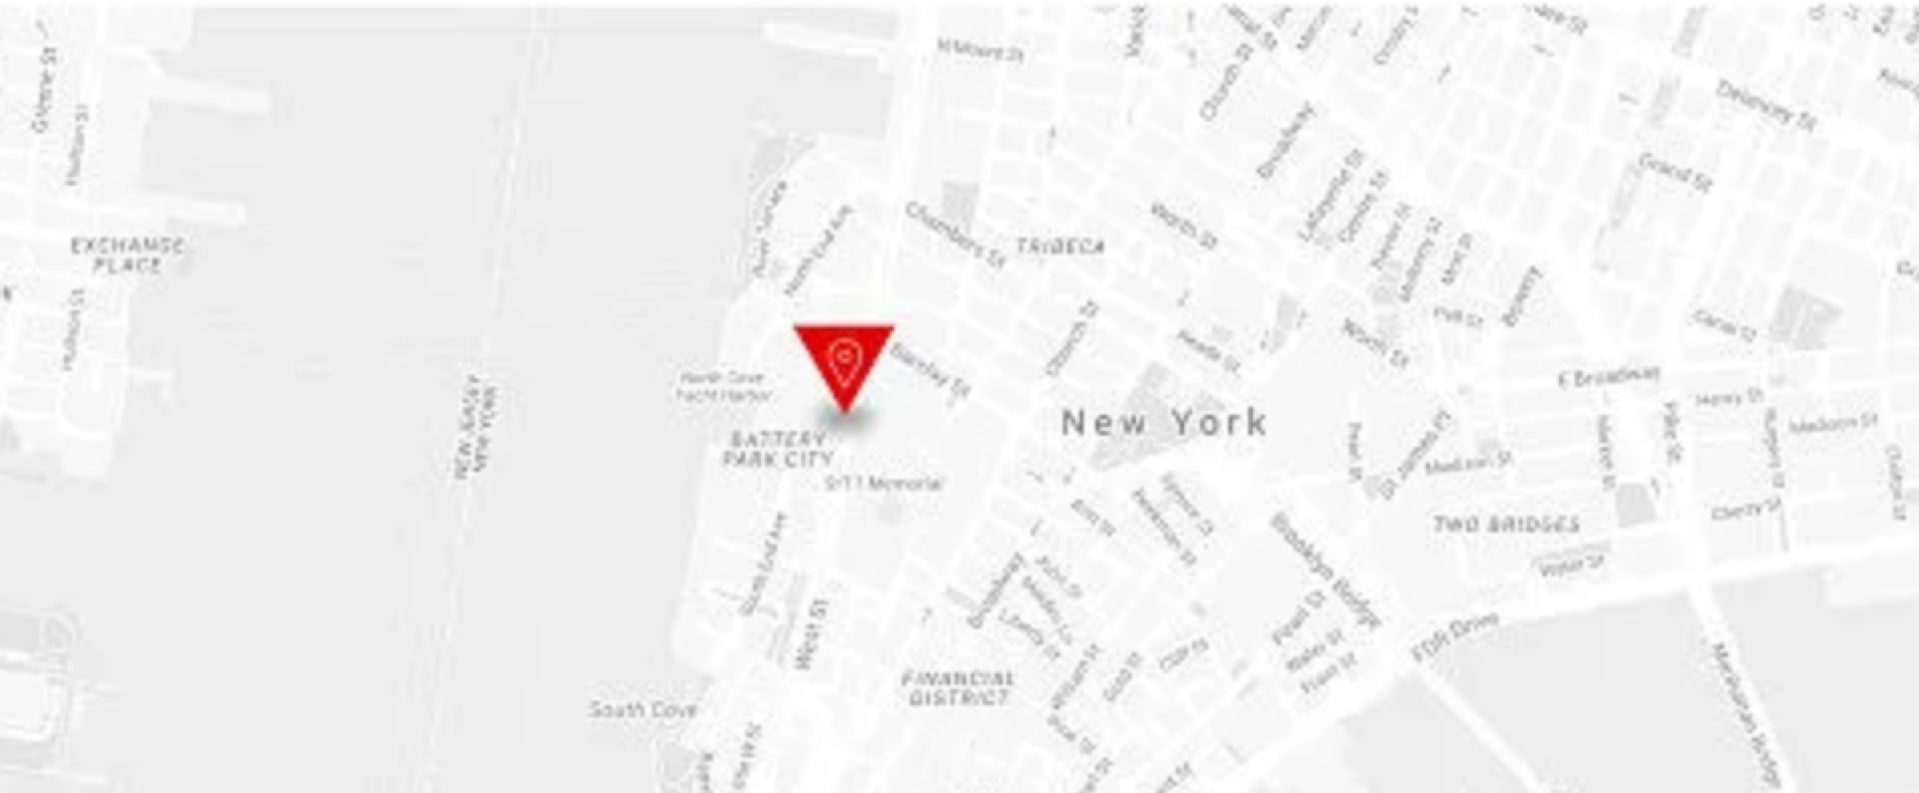 Greene St
Hudson St
EXCHANGE
PLACE
Hudson St
NEW JERSEY
NEW YORK
N Moore St
Church St
Broadway
Lafayette St
Centre St
Baxter St
Mulberry St
Mott St
Bowery
Delancey St
Grand St
River Terrace
North End Ave
Chambers St
TRIBECA
Worth St
Church St
Reade St
Worth St
Pell St
Canal St
Barclay St
North Cove
Yacht Harbor
New York
E Broadway
Henry St
Madison St
BATTERY
PARK CITY
9/11 Memorial
Pearl St
St James Pl
Madison St
Market St
Pike St
Rutgers St
Clinton St
Spruce St
Beekman St
Ann St
TWO BRIDGES
Cherry St
Water St
South End Ave
West St
Broadway
John St
Maiden Ln
Liberty St
Brooklyn Bridge
Pearl St
Water St
Front St
FDR Drive
FINANCIAL
DISTRICT
William St
Gold St
Cliff St
Pine St
South Cove
Manhattan Bridge